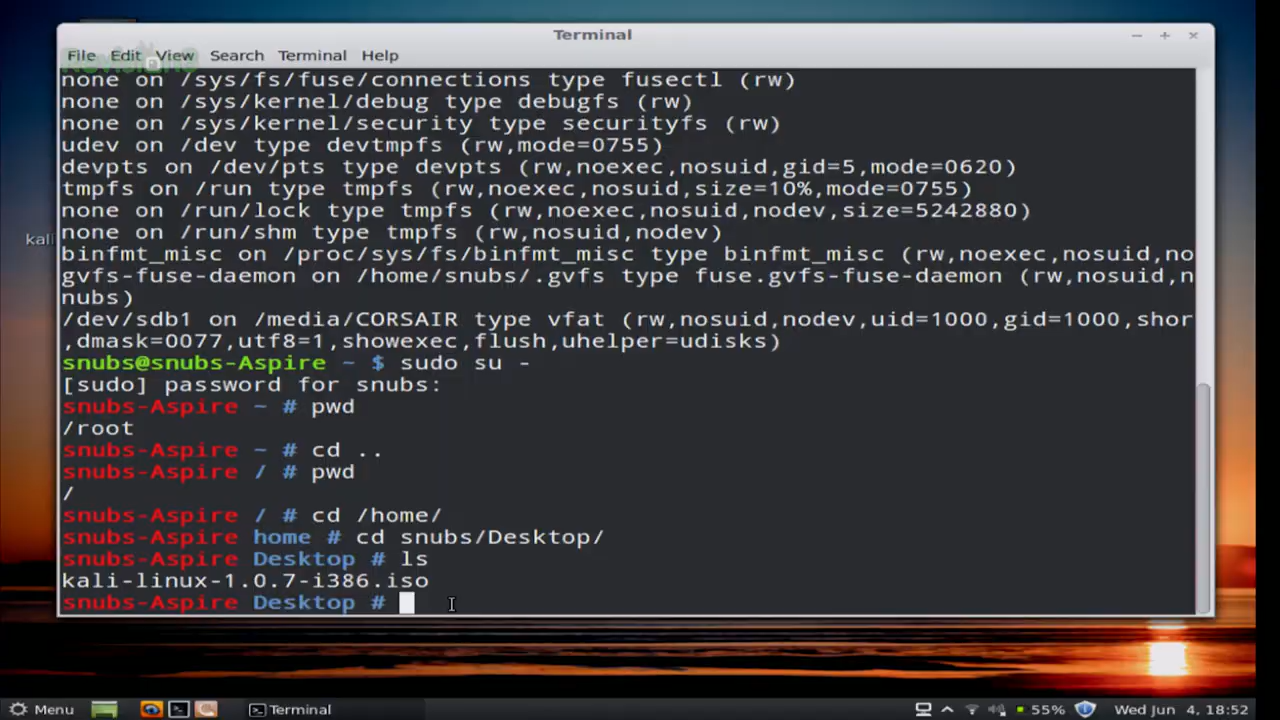 Terminal
File Edit View Search Terminal Help
none on /sys/fs/fuse/connections type fusectl (rw)
none on /sys/kernel/debug type debugfs (rw)
none on /sys/kernel/security type securityfs (rw)
udev on /dev type devtmpfs (rw,mode=0755)
devpts on /dev/pts type devpts (rw,noexec,nosuid,gid=5,mode=0620)
tmpfs on /run type tmpfs (rw,noexec,nosuid,size=10%,mode=0755)
none on /run/lock type tmpfs (rw,noexec,nosuid,nodev,size=5242880)
kali
none on /run/shm type tmpfs (rw,nosuid,nodev)
binfmt_misc on /proc/sys/fs/binfmt_misc type binfmt_misc (rw,noexec,nosuid,no
gvfs-fuse-daemon on /home/snubs/.gvfs type fuse.gvfs-fuse-daemon (rw,nosuid,n
nubs)
/dev/sdb1 on /media/CORSAIR type vfat (rw,nosuid,nodev,uid=1000,gid=1000,shor
,dmask=0077,utf8=1,showexec,flush,uhelper=udisks)
snubs@snubs-Aspire ~ $ sudo su -
[sudo] password for snubs:
snubs-Aspire ~ # pwd
/root
snubs-Aspire ~ # cd ..
snubs-Aspire / # pwd
/
snubs-Aspire / # cd /home/
snubs-Aspire home # cd snubs/Desktop/
snubs-Aspire Desktop # ls
kali-linux-1.0.7-i386.iso
snubs-Aspire Desktop #
Menu Terminal 55% Wed Jun 4, 18:52